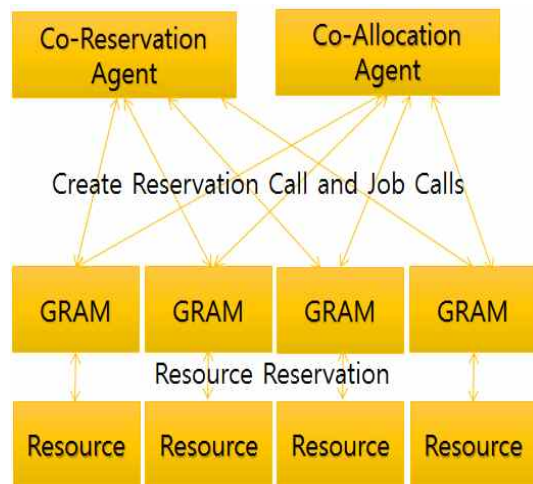 Co-Reservation
Agent
Co-Allocation
Agent
Create Reservation Call and Job Calls
GRAM
GRAM
GRAM
GRAM
Resource Reservation
Resource
Resource
Resource
Resource